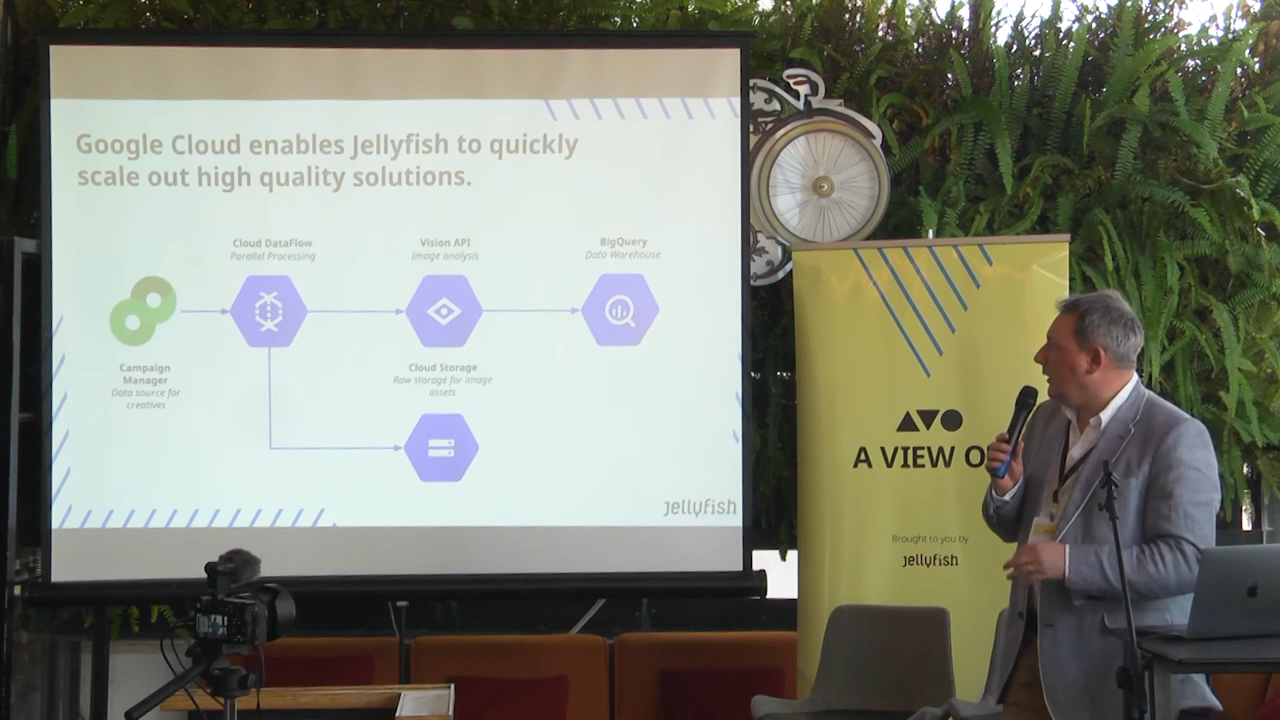 Google Cloud enables Jellyfish to quickly
scale out high quality solutions.
Cloud DataFlow
Parallel Processing
Vision API
Image analysis
BigQuery
Data Warehouse
Campaign
Manager
Data source for
creatives
Cloud Storage
Raw storage for image
assets
jellyfish
A VIEW O
Brought to you by
jellyfish